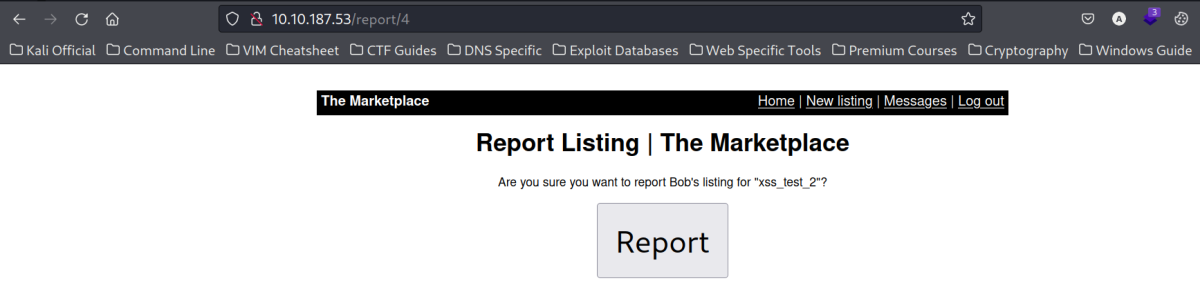 10.10.187.53/report/4
3
Kali Official Command Line VIM Cheatsheet CTF Guides DNS Specific Exploit Databases Web Specific Tools Premium Courses Cryptography Windows Guide
The Marketplace Home | New listing | Messages | Log out
Report Listing | The Marketplace
Are you sure you want to report Bob's listing for "xss_test_2"?
Report